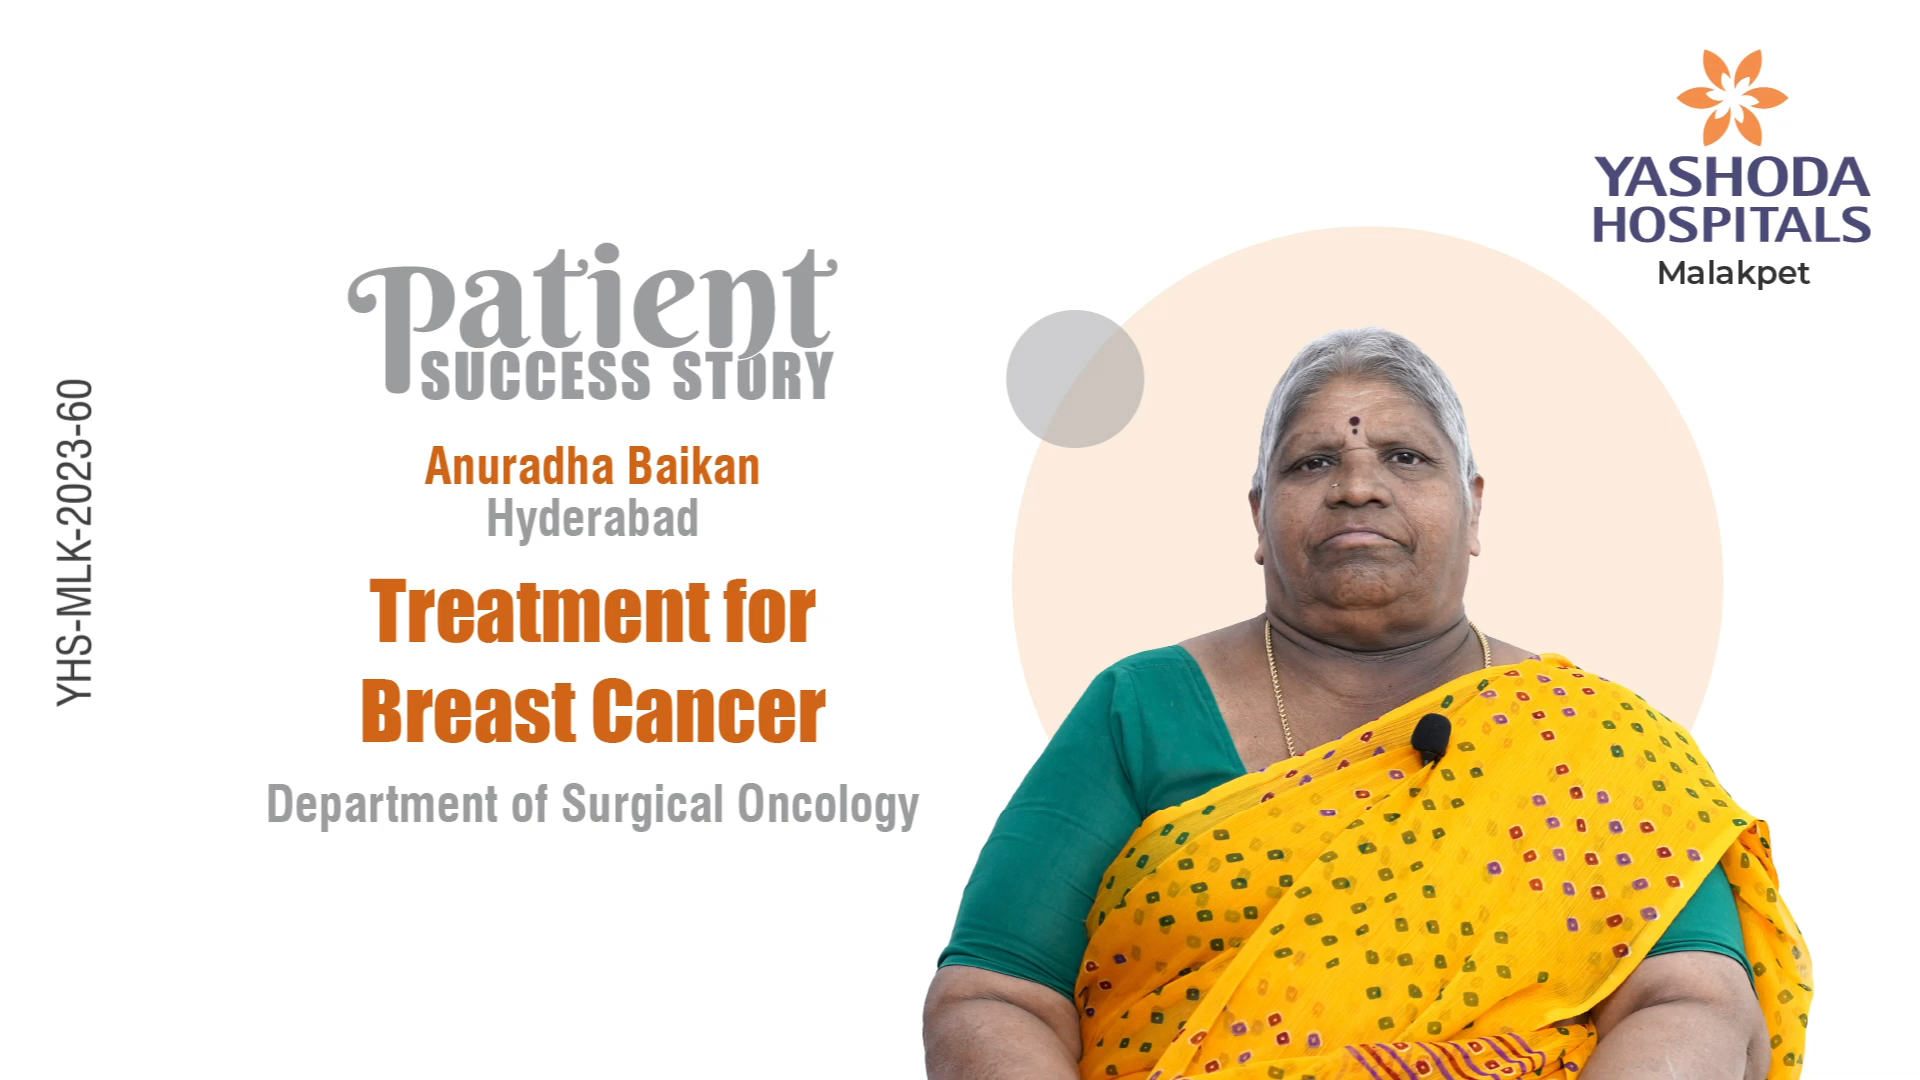 YASHODA
HOSPITALS
Malakpet
Patient
SUCCESS STORY
Anuradha Baikan
Hyderabad
Treatment for
Breast Cancer
Department of Surgical Oncology
YHS-MLK-2023-60